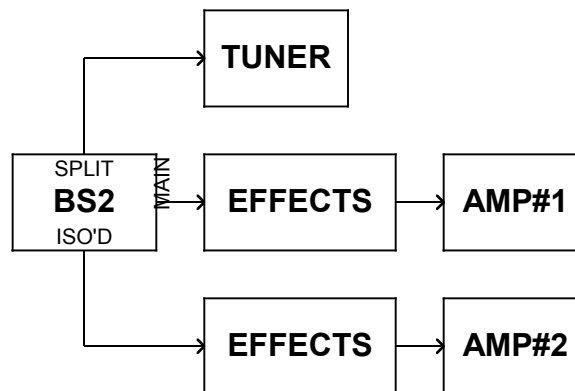 TUNER
SPLIT
BS2
ISO'D
MAIN
EFFECTS
AMP#1
EFFECTS
AMP#2